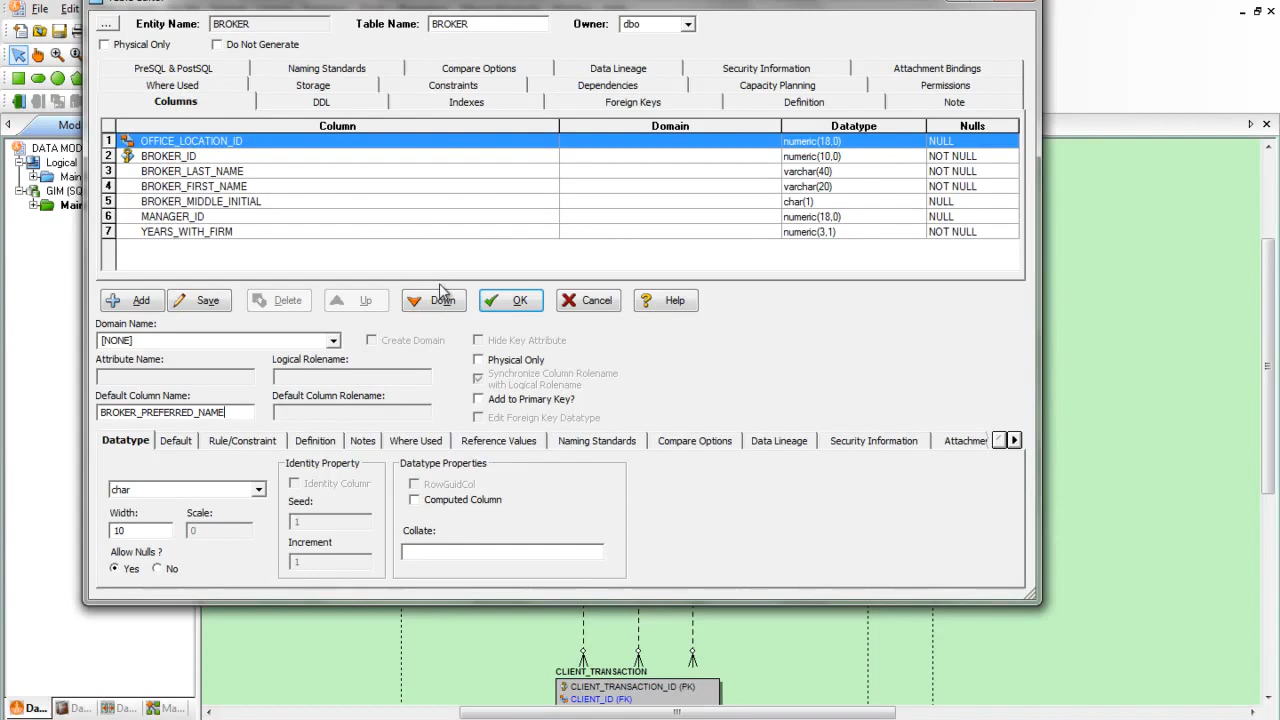 File
Edit
Entity Name: BROKER Table Name: BROKER Owner: dbo
Physical Only Do Not Generate
PreSQL & PostSQL Naming Standards Compare Options Data Lineage Security Information Attachment Bindings
Where Used Storage Constraints Dependencies Capacity Planning Permissions
Columns DDL Indexes Foreign Keys Definition Note
Column Domain Datatype Nulls
1 OFFICE_LOCATION_ID numeric(18,0) NULL
2 BROKER_ID numeric(10,0) NOT NULL
3 BROKER_LAST_NAME varchar(40) NOT NULL
4 BROKER_FIRST_NAME varchar(20) NOT NULL
5 BROKER_MIDDLE_INITIAL char(1) NULL
6 MANAGER_ID numeric(18,0) NULL
7 YEARS_WITH_FIRM numeric(3,1) NOT NULL
Add Save Delete Up Down OK Cancel Help
Domain Name:
[NONE] Create Domain Hide Key Attribute
Attribute Name: Logical Rolename: Physical Only
Synchronize Column Rolename
with Logical Rolename
Default Column Name: Default Column Rolename: Add to Primary Key?
BROKER_PREFERRED_NAME Edit Foreign Key Datatype
Datatype Default Rule/Constraint Definition Notes Where Used Reference Values Naming Standards Compare Options Data Lineage Security Information Attachme
Identity Property Datatype Properties
Identity Column RowGuidCol
char Seed: Computed Column
Width: Scale: 1
10 0 Collate:
Allow Nulls ? Increment
Yes No 1
Mod
DATA MOD
Logical
Main
GIM (SQ
Main
Da...
Da...
Da...
Ma...
CLIENT_TRANSACTION
CLIENT_TRANSACTION_ID (PK)
CLIENT_ID (FK)